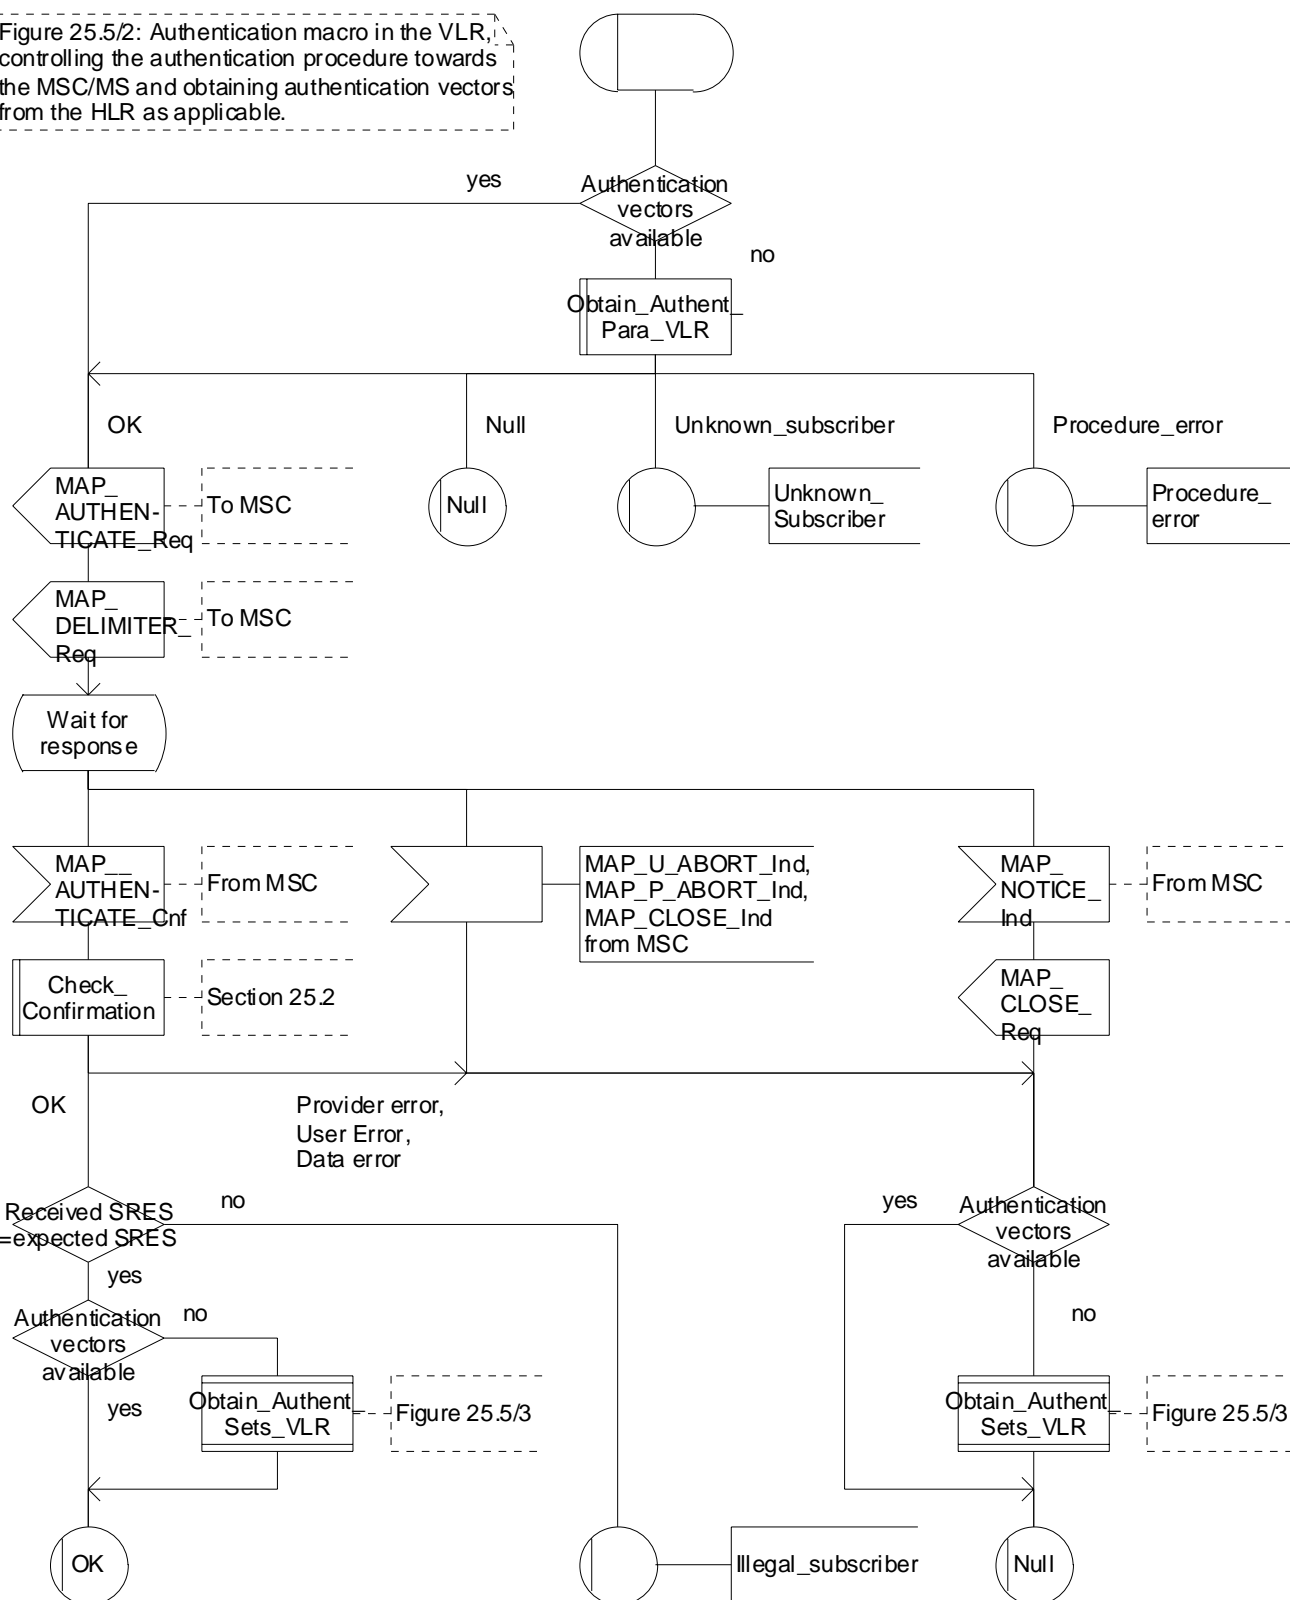 Figure 25.5/2: Authentication macro in the VLR,
controlling the authentication procedure towards
the MSC/MS and obtaining authentication vectors
from the HLR as applicable.
yes
Authentication
vectors
available
no
Obtain_Authent_
Para_VLR
OK
Null
Unknown_subscriber
Procedure_error
MAP_
AUTHEN-
TICATE_Req
To MSC
Null
Unknown_
Subscriber
Procedure_
error
MAP_
DELIMITER_
Req
To MSC
Wait for
response
MAP__
AUTHEN-
TICATE_Cnf
From MSC
MAP_U_ABORT_Ind,
MAP_P_ABORT_Ind,
MAP_CLOSE_Ind
from MSC
MAP_
NOTICE_
Ind
From MSC
Check_
Confirmation
Section 25.2
MAP_
CLOSE_
Req
OK
Provider error,
User Error,
Data error
Received SRES
=expected SRES
no
yes
yes
Authentication
vectors
available
no
Authentication
vectors
available
no
yes
Obtain_Authent_
Sets_VLR
Figure 25.5/3
Obtain_Authent_
Sets_VLR
Figure 25.5/3
OK
Illegal_subscriber
Null